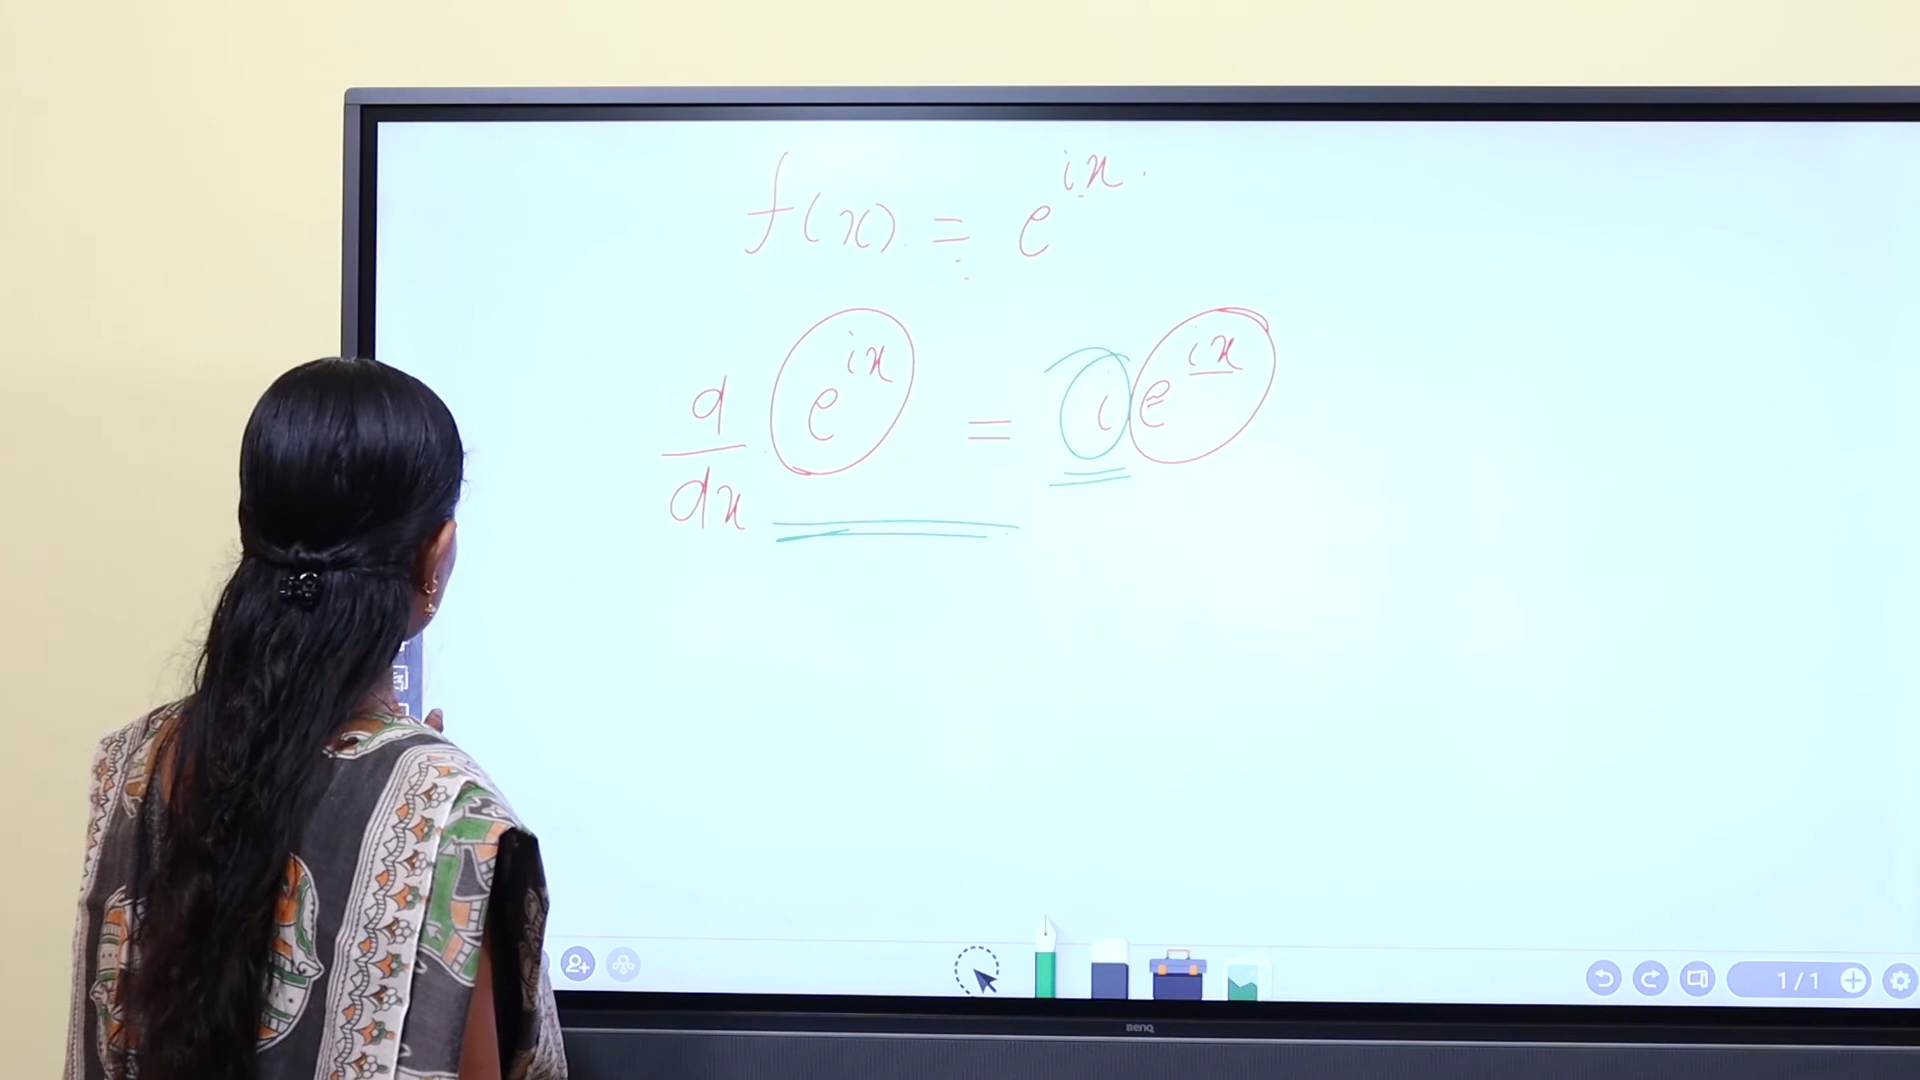 f(x) = e^{ix}
d/dx e^{ix} = i e^{ix}
1/1
BenQ